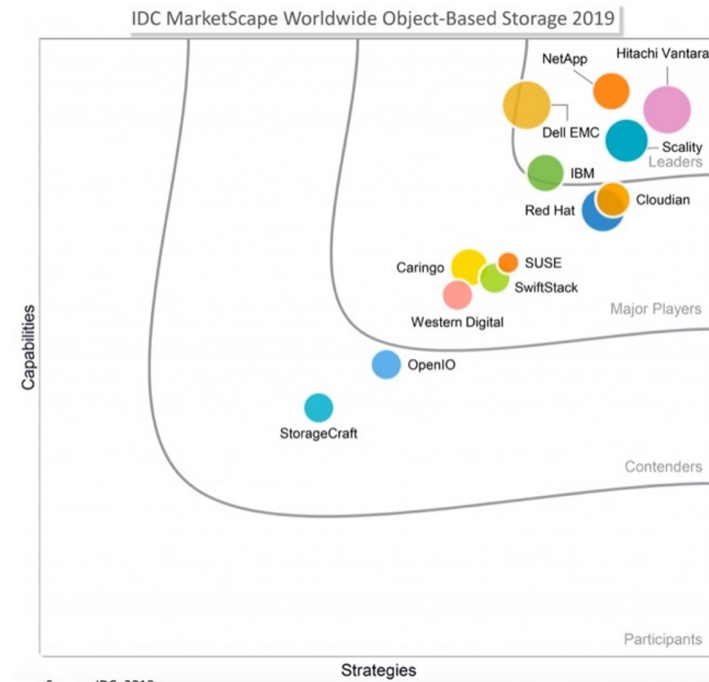 IDC MarketScape Worldwide Object-Based Storage 2019
NetApp
Hitachi Vantara
Dell EMC
Scality
Leaders
IBM
Cloudian
Red Hat
SUSE
Caringo
SwiftStack
Major Players
Western Digital
OpenIO
StorageCraft
Contenders
Participants
Capabilities
Strategies